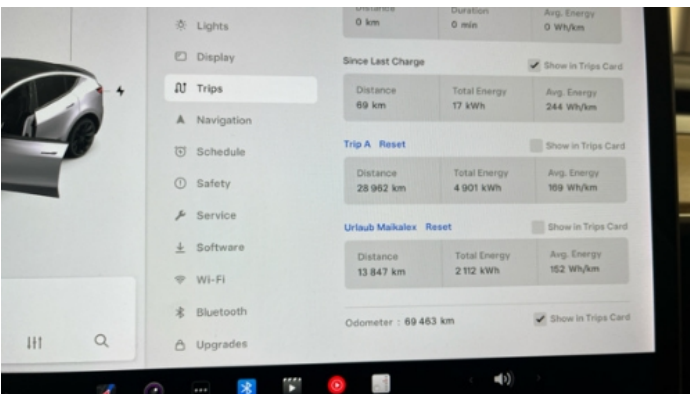 Lights
Display
Trips
Navigation
Schedule
Safety
Service
Software
Wi-Fi
Bluetooth
Upgrades
Distance Duration Avg. Energy
0 km 0 min 0 Wh/km
Since Last Charge Show in Trips Card
Distance Total Energy Avg. Energy
69 km 17 kWh 244 Wh/km
Trip A Reset Show in Trips Card
Distance Total Energy Avg. Energy
28 962 km 4 901 kWh 169 Wh/km
Urlaub Maikalex Reset Show in Trips Card
Distance Total Energy Avg. Energy
13 847 km 2 112 kWh 152 Wh/km
Odometer : 69 463 km Show in Trips Card